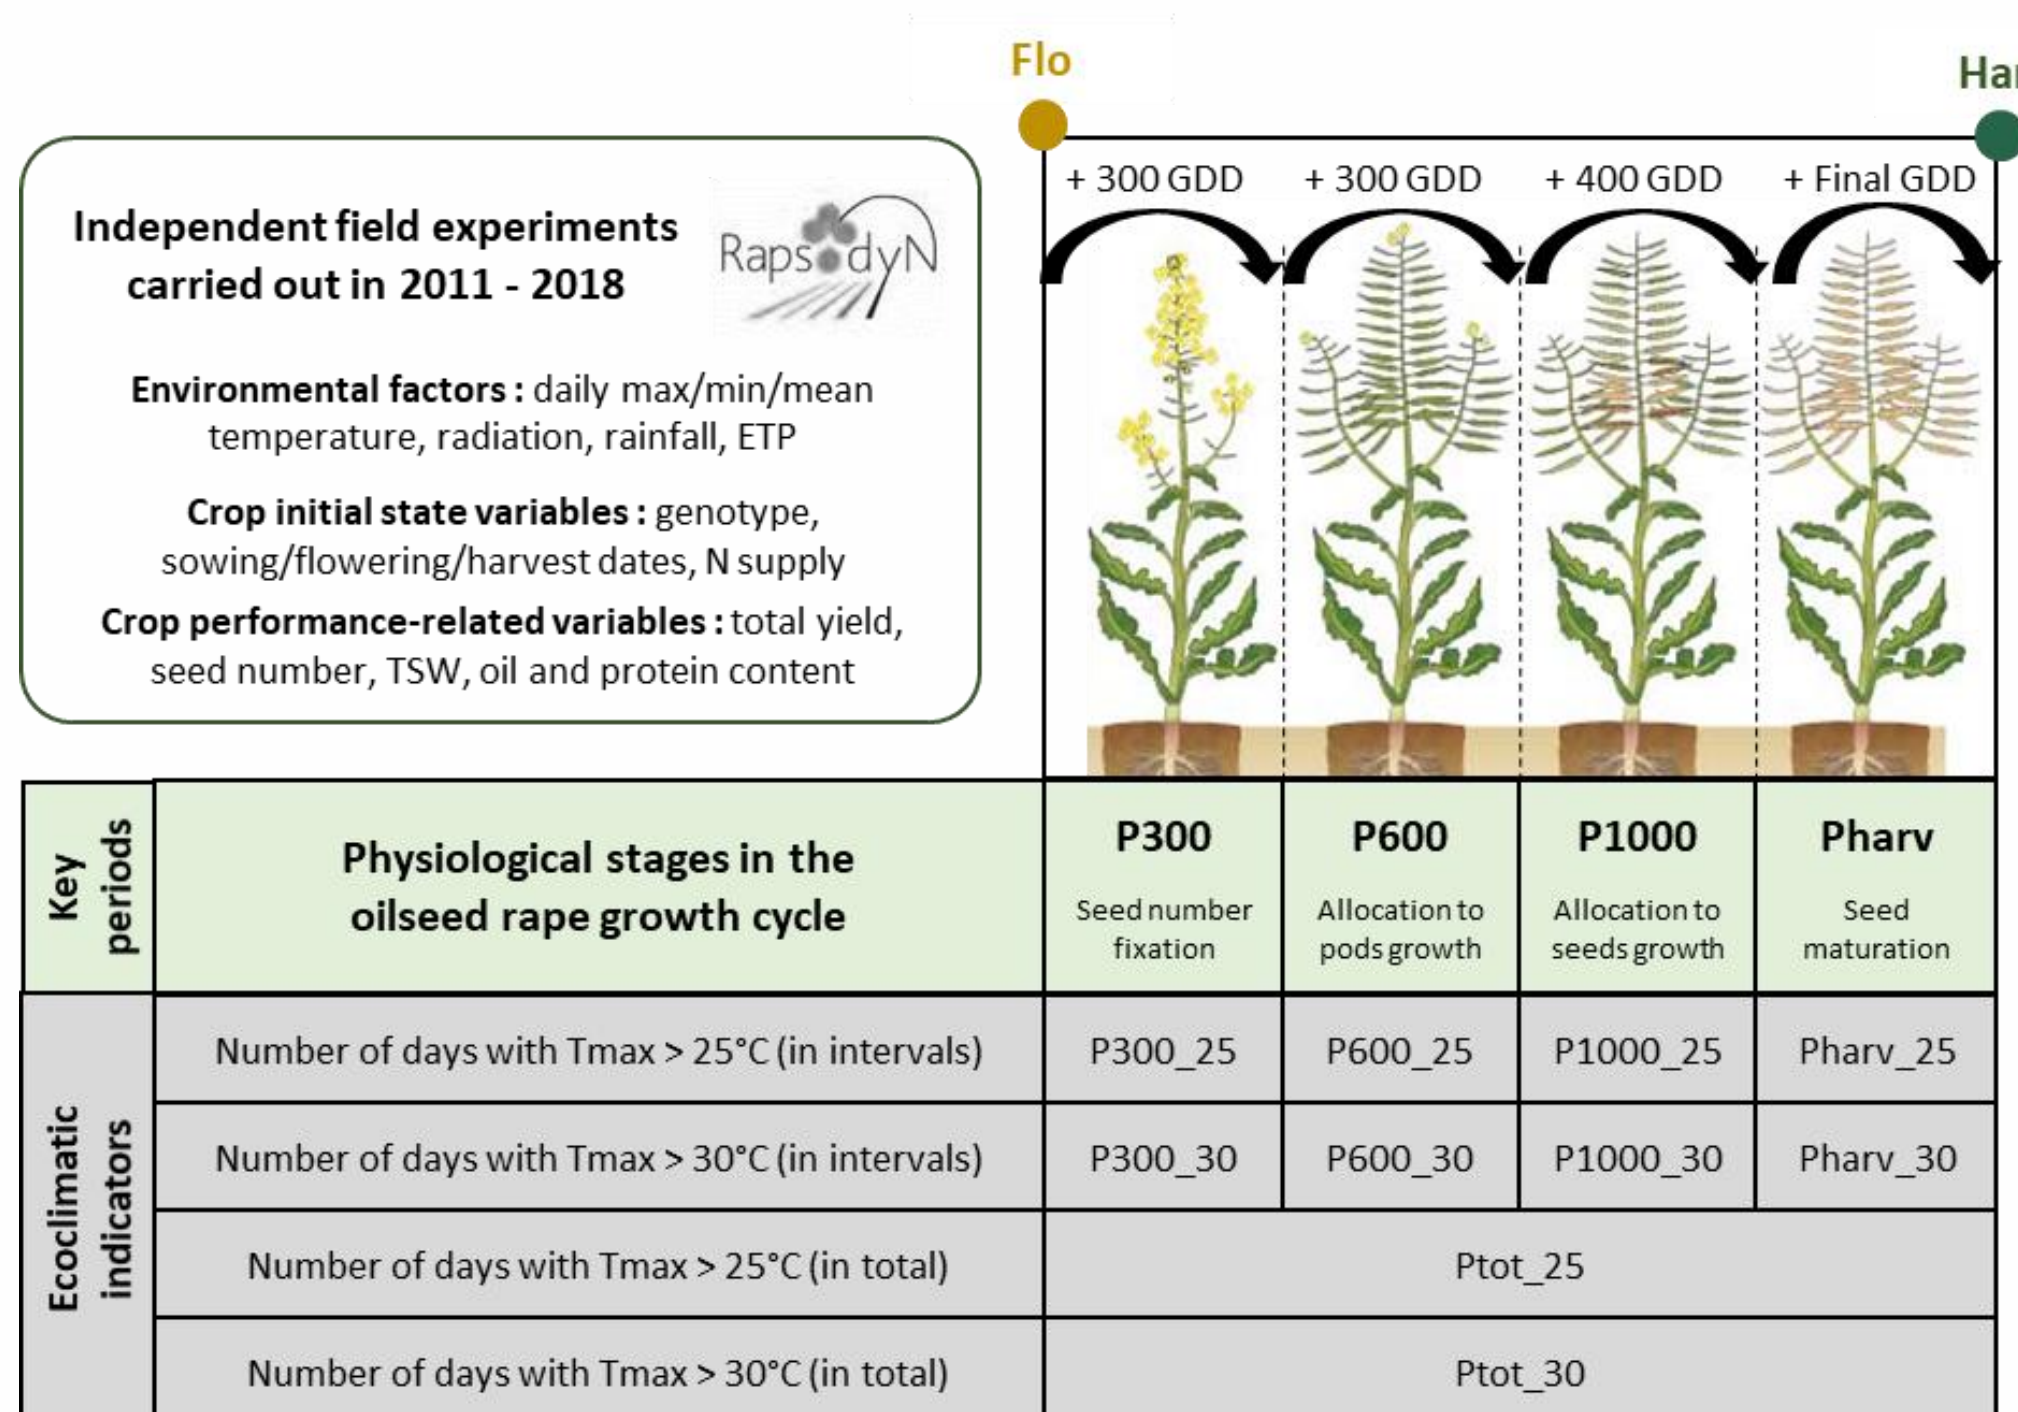 Flo
Har
Independent field experiments
carried out in 2011 - 2018
RapsodyN
Environmental factors : daily max/min/mean
temperature, radiation, rainfall, ETP
Crop initial state variables : genotype,
sowing/flowering/harvest dates, N supply
Crop performance-related variables : total yield,
seed number, TSW, oil and protein content
+ 300 GDD
+ 300 GDD
+ 400 GDD
+ Final GDD
Key
periods
Physiological stages in the
oilseed rape growth cycle
P300
Seed number
fixation
P600
Allocation to
pods growth
P1000
Allocation to
seeds growth
Pharv
Seed
maturation
Ecoclimatic
indicators
Number of days with Tmax > 25°C (in intervals)
P300_25
P600_25
P1000_25
Pharv_25
Number of days with Tmax > 30°C (in intervals)
P300_30
P600_30
P1000_30
Pharv_30
Number of days with Tmax > 25°C (in total)
Ptot_25
Number of days with Tmax > 30°C (in total)
Ptot_30